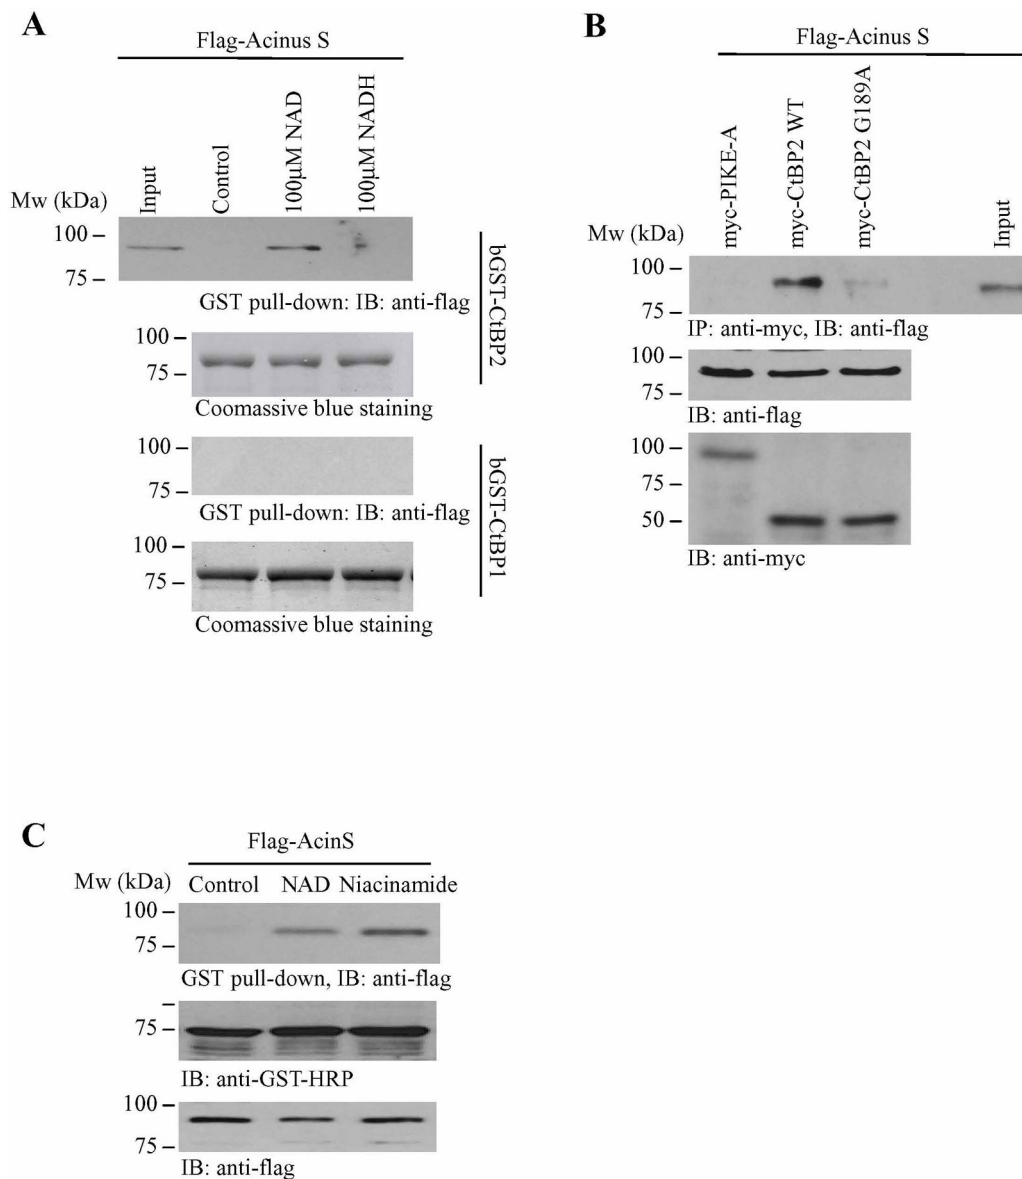 A
Flag-Acinus S
Input
Control
100μM NAD
100μM NADH
Mw (kDa)
100
75
GST pull-down: IB: anti-flag
100
75
Coomassive blue staining
bGST-CtBP2
100
75
GST pull-down: IB: anti-flag
100
75
Coomassive blue staining
bGST-CtBP1
B
Flag-Acinus S
myc-PIKE-A
myc-CtBP2 WT
myc-CtBP2 G189A
Input
Mw (kDa)
100
75
IP: anti-myc, IB: anti-flag
100
75
IB: anti-flag
100
75
50
IB: anti-myc
C
Flag-AcinS
Mw (kDa) Control NAD Niacinamide
100
75
GST pull-down, IB: anti-flag
75
IB: anti-GST-HRP
100
75
IB: anti-flag